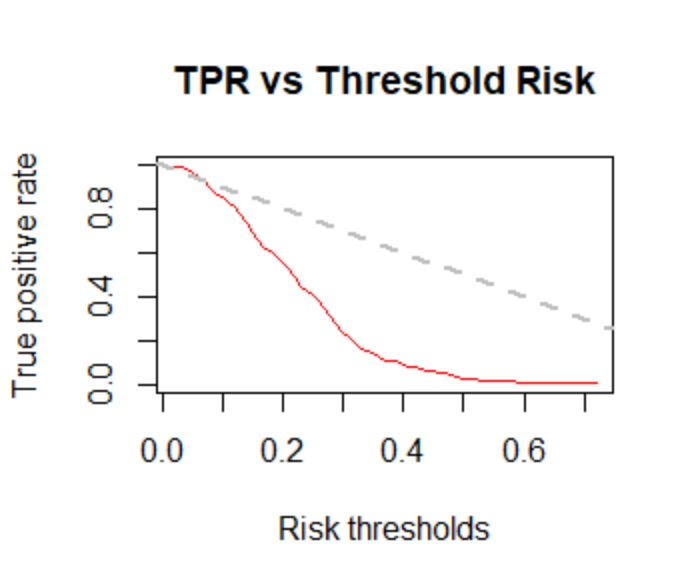 TPR vs Threshold Risk
True positive rate
0.8
0.4
0.0
0.0 0.2 0.4 0.6
Risk thresholds